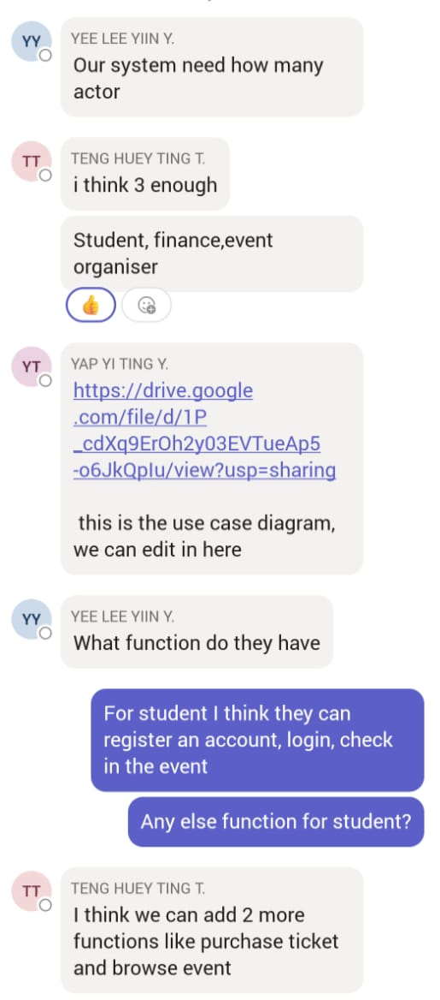 YY
YEE LEE YIIN Y.
Our system need how many
actor
TT
TENG HUEY TING T.
i think 3 enough
Student, finance,event
organiser
YT
YAP YI TING Y.
https://drive.google
.com/file/d/1P
_cdXq9ErOh2y03EVTueAp5
-o6JkQpIu/view?usp=sharing
this is the use case diagram,
we can edit in here
YY
YEE LEE YIIN Y.
What function do they have
For student I think they can
register an account, login, check
in the event
Any else function for student?
TT
TENG HUEY TING T.
I think we can add 2 more
functions like purchase ticket
and browse event